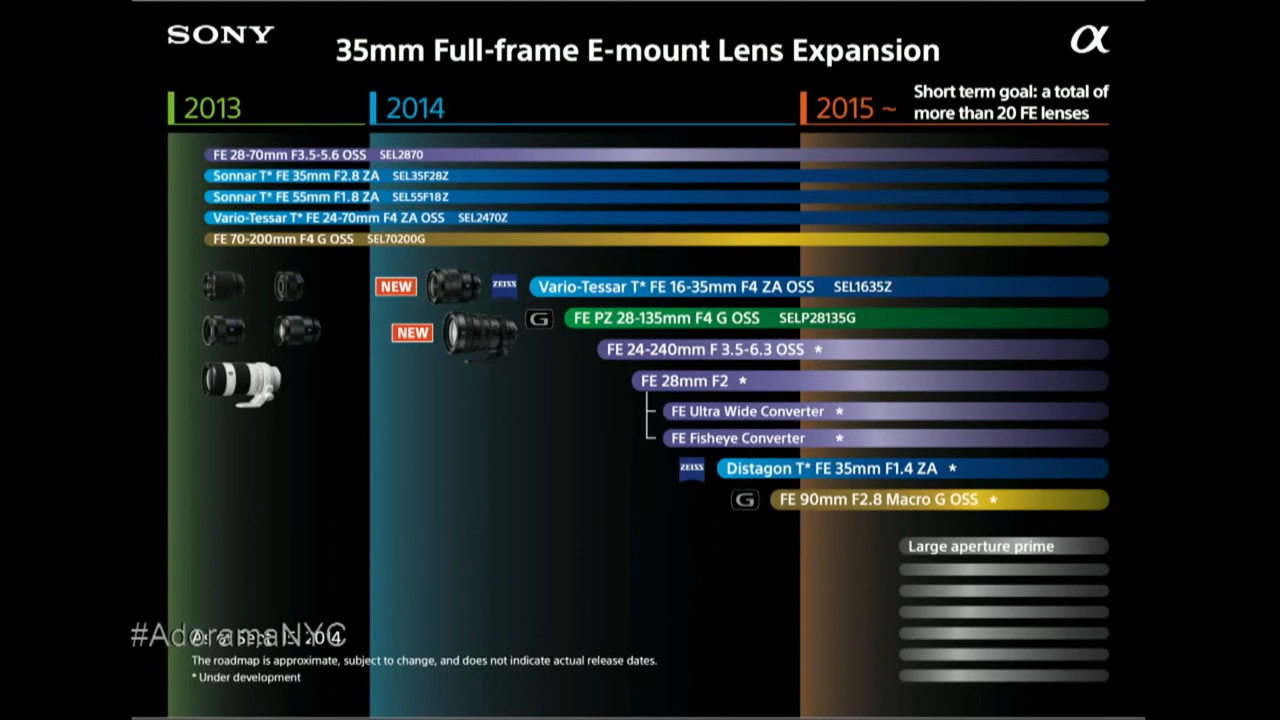 SONY
α
35mm Full-frame E-mount Lens Expansion
2013
2014
2015 ~
Short term goal: a total of
more than 20 FE lenses
FE 28-70mm F3.5-5.6 OSS SEL2870
Sonnar T* FE 35mm F2.8 ZA SEL35F28Z
Sonnar T* FE 55mm F1.8 ZA SEL55F18Z
Vario-Tessar T* FE 24-70mm F4 ZA OSS SEL2470Z
FE 70-200mm F4 G OSS SEL70200G
NEW ZEISS Vario-Tessar T* FE 16-35mm F4 ZA OSS SEL1635Z
NEW G FE PZ 28-135mm F4 G OSS SELP28135G
FE 24-240mm F 3.5-6.3 OSS *
FE 28mm F2 *
FE Ultra Wide Converter *
FE Fisheye Converter *
ZEISS Distagon T* FE 35mm F1.4 ZA *
G FE 90mm F2.8 Macro G OSS *
Large aperture prime
#AdoramaNYC
2014
The roadmap is approximate, subject to change, and does not indicate actual release dates.
* Under development